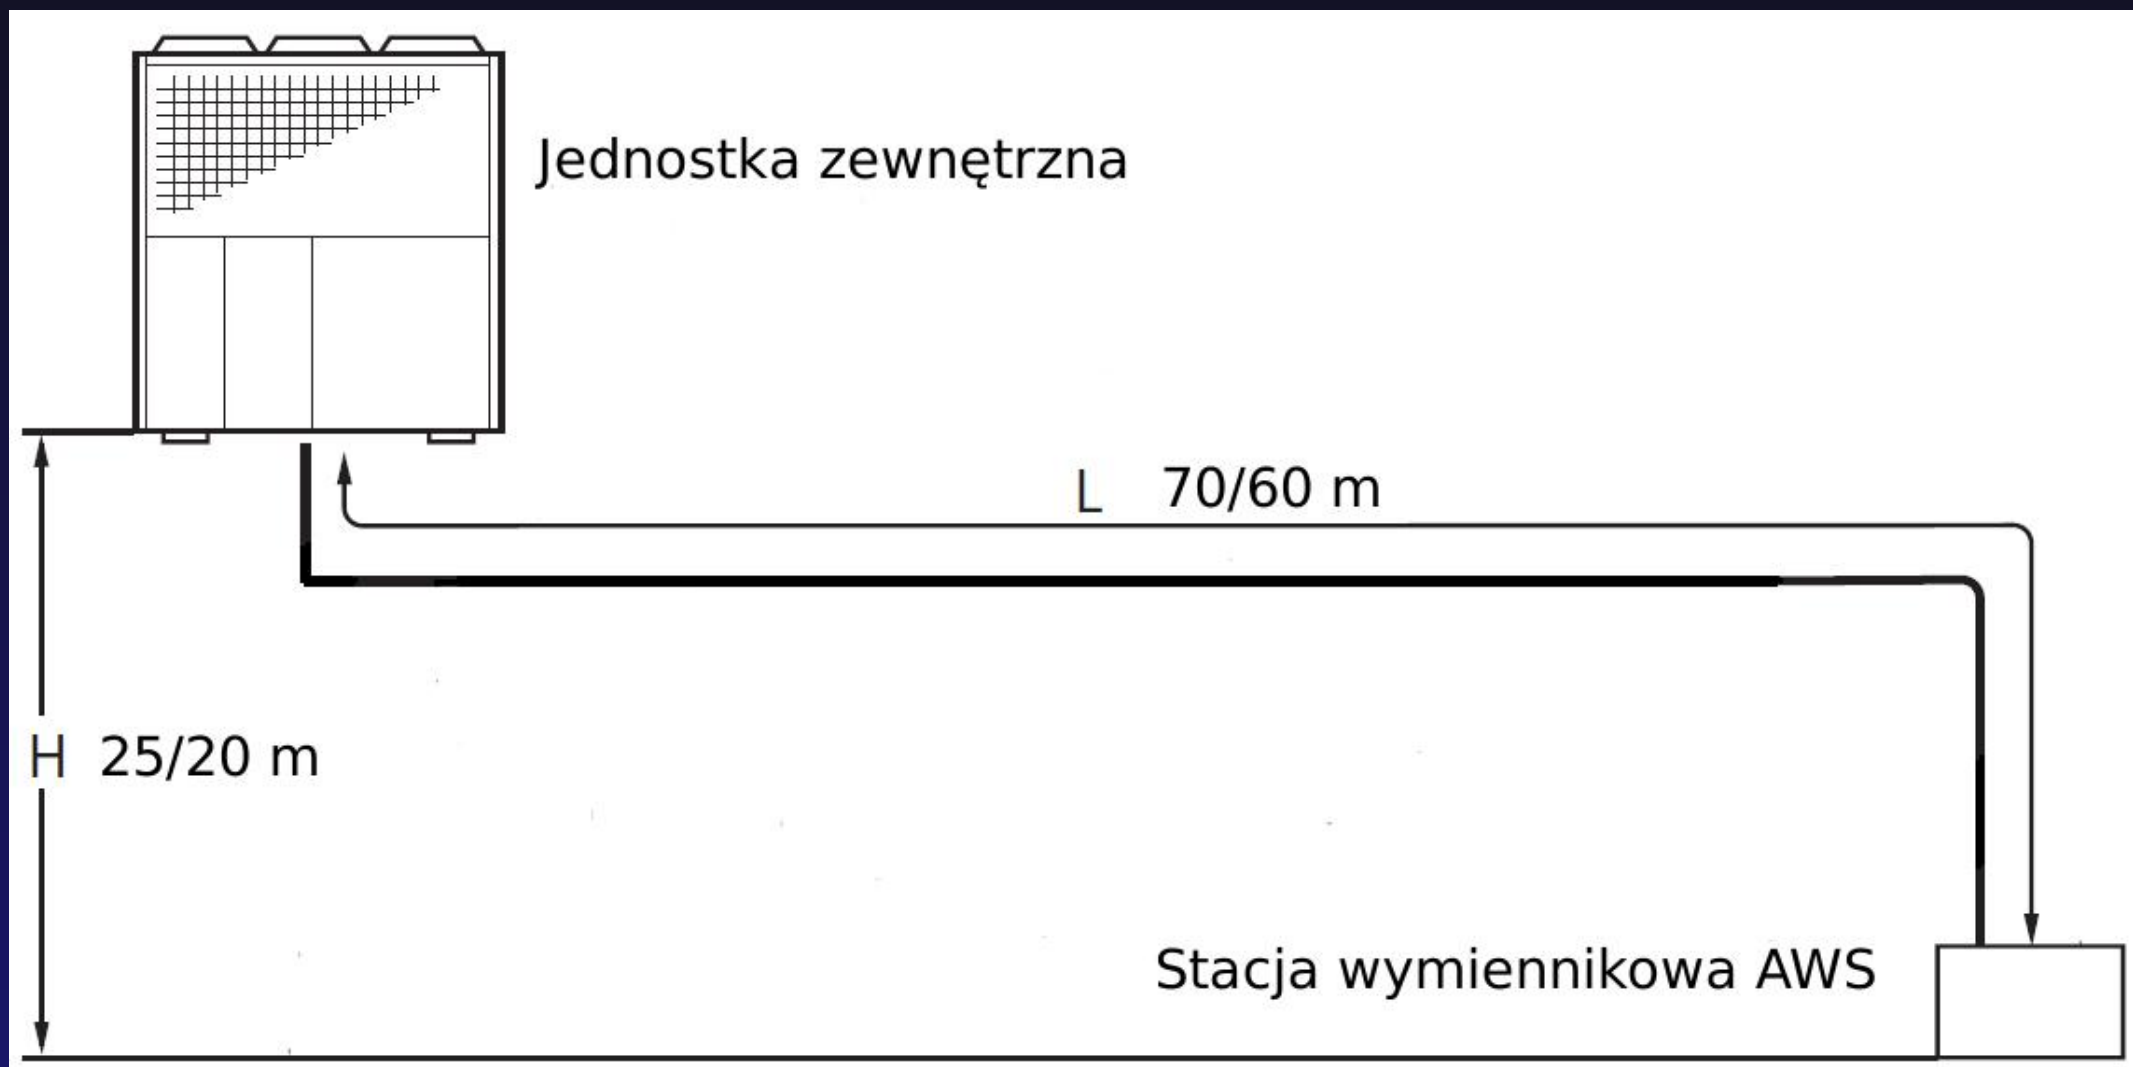 Jednostka zewnętrzna
L 70/60 m
H 25/20 m
Stacja wymiennikowa AWS